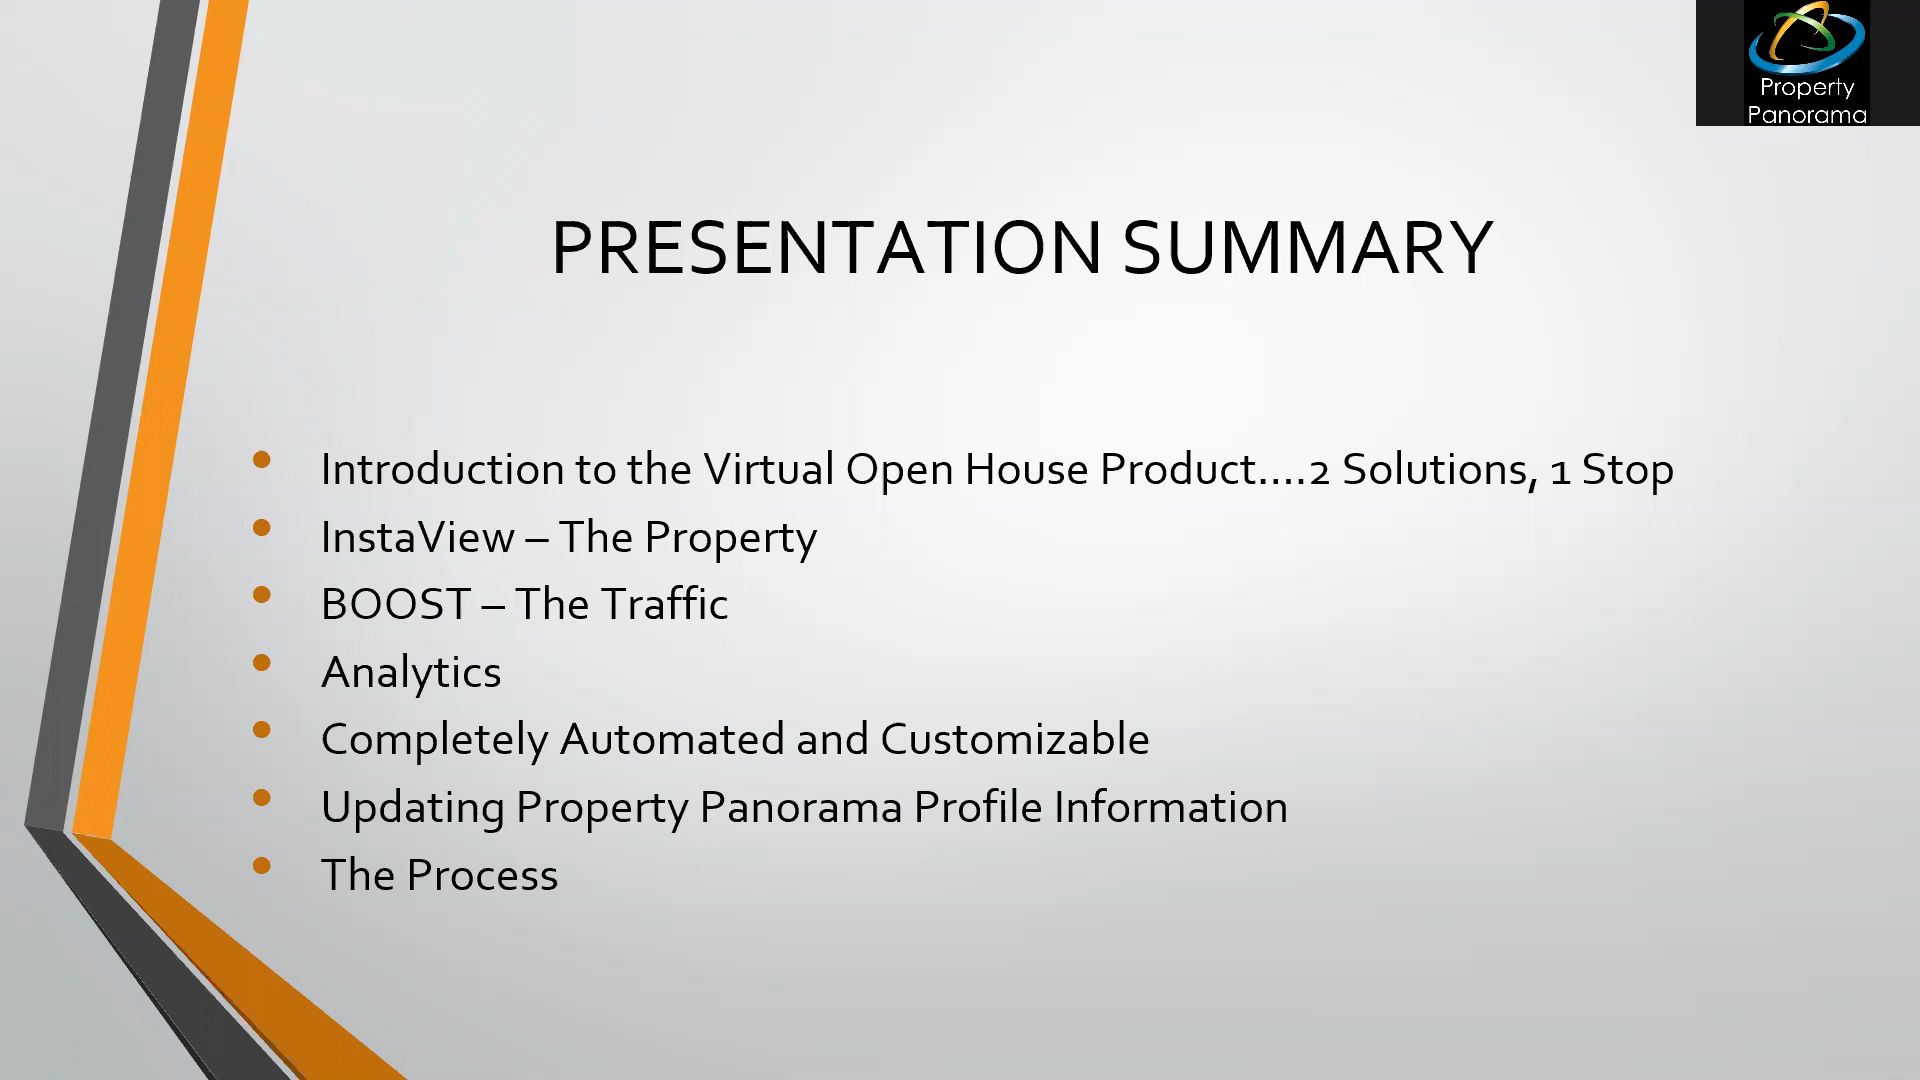 Property
Panorama
PRESENTATION SUMMARY
• Introduction to the Virtual Open House Product....2 Solutions, 1 Stop
• InstaView – The Property
• BOOST – The Traffic
• Analytics
• Completely Automated and Customizable
• Updating Property Panorama Profile Information
• The Process